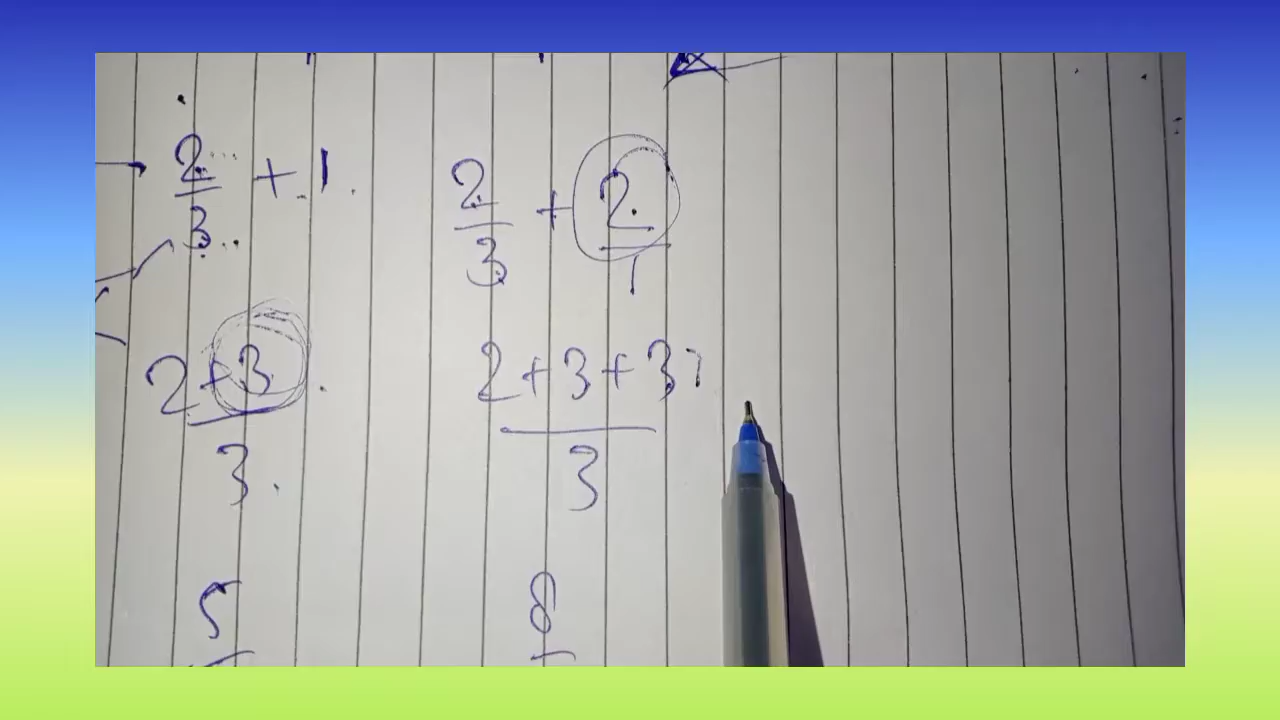 2/3 + 1
2/3 + 2/1
(2 + 3)/3
(2 + 3 + 3)/3
5
8